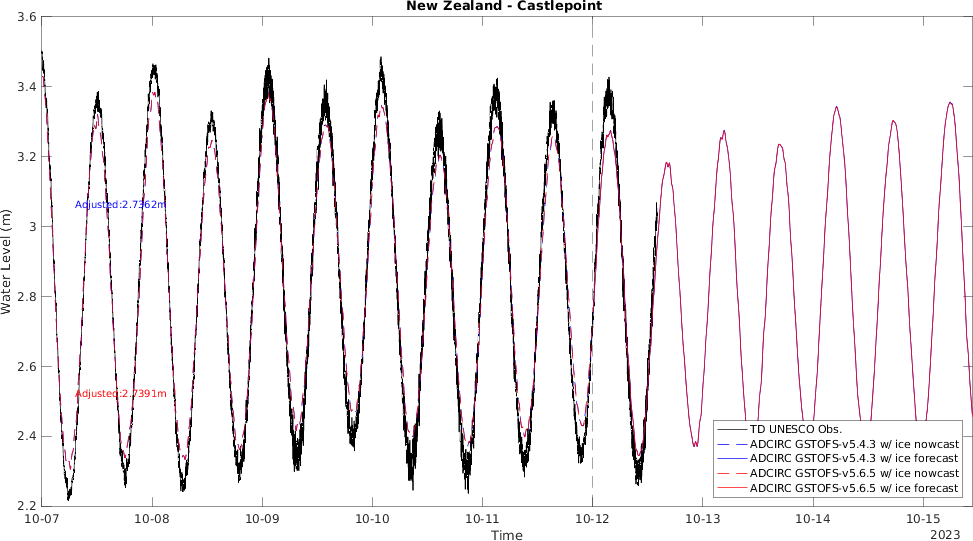 New Zealand - Castlepoint
3.6
3.4
3.2
3
2.8
2.6
2.4
2.2
Water Level (m)
Adjusted:2.7362m
Adjusted:2.7391m
TD UNESCO Obs.
ADCIRC GSTOFS-v5.4.3 w/ ice nowcast
ADCIRC GSTOFS-v5.4.3 w/ ice forecast
ADCIRC GSTOFS-v5.6.5 w/ ice nowcast
ADCIRC GSTOFS-v5.6.5 w/ ice forecast
10-07 10-08 10-09 10-10 10-11 10-12 10-13 10-14 10-15
Time
2023